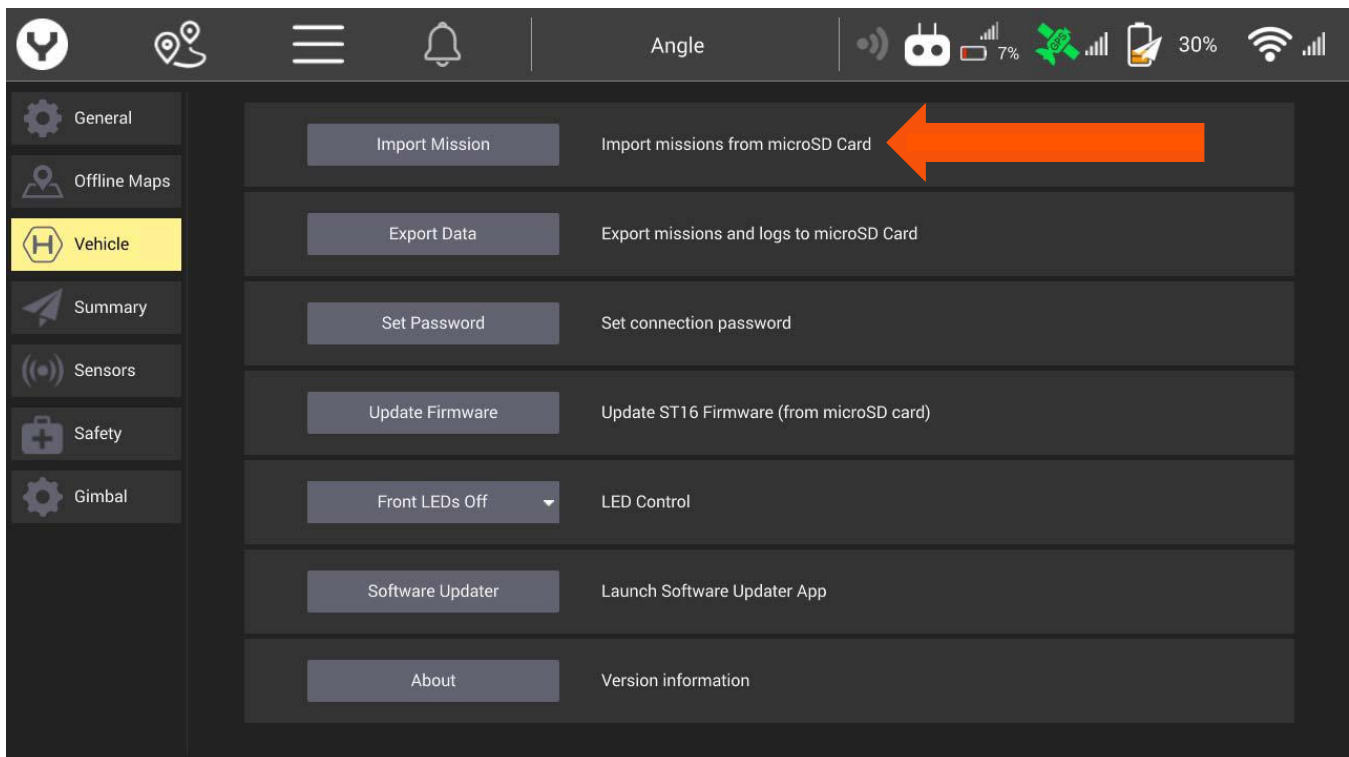 Angle
7%
GPS
30%
General
Offline Maps
Vehicle
Summary
Sensors
Safety
Gimbal
Import Mission Import missions from microSD Card
Export Data Export missions and logs to microSD Card
Set Password Set connection password
Update Firmware Update ST16 Firmware (from microSD card)
Front LEDs Off LED Control
Software Updater Launch Software Updater App
About Version information